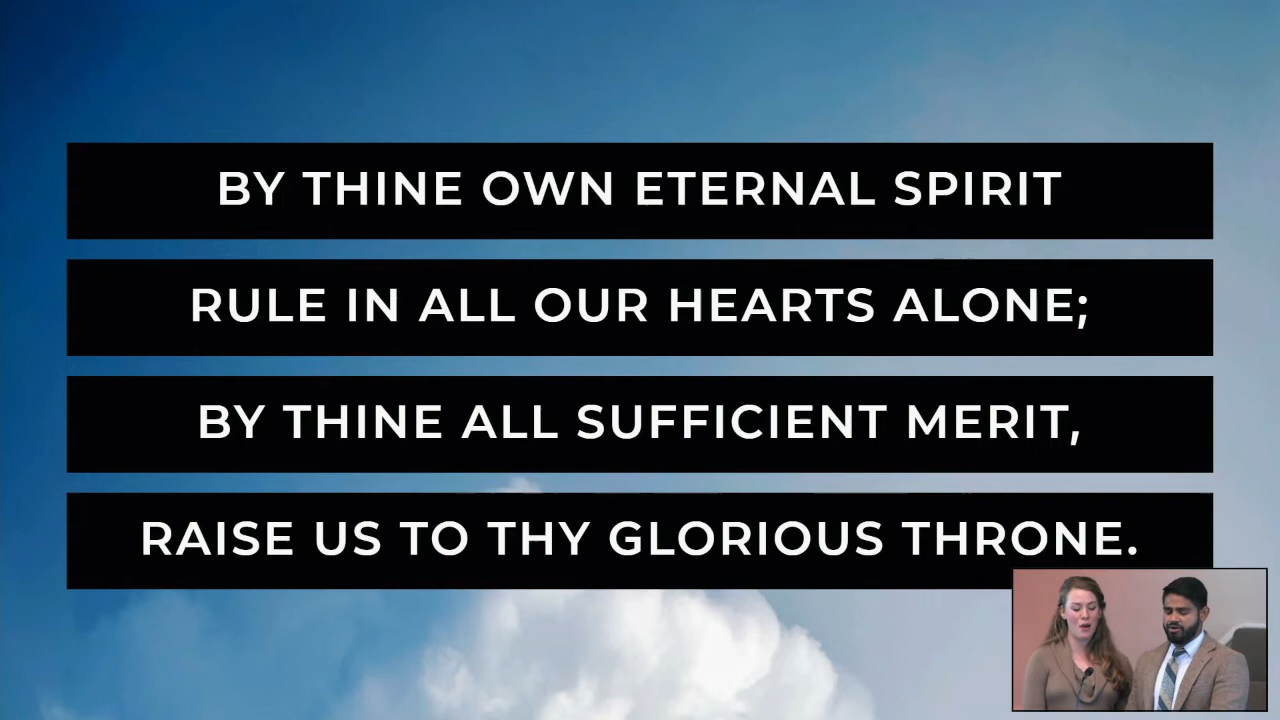 BY THINE OWN ETERNAL SPIRIT
RULE IN ALL OUR HEARTS ALONE;
BY THINE ALL SUFFICIENT MERIT,
RAISE US TO THY GLORIOUS THRONE.